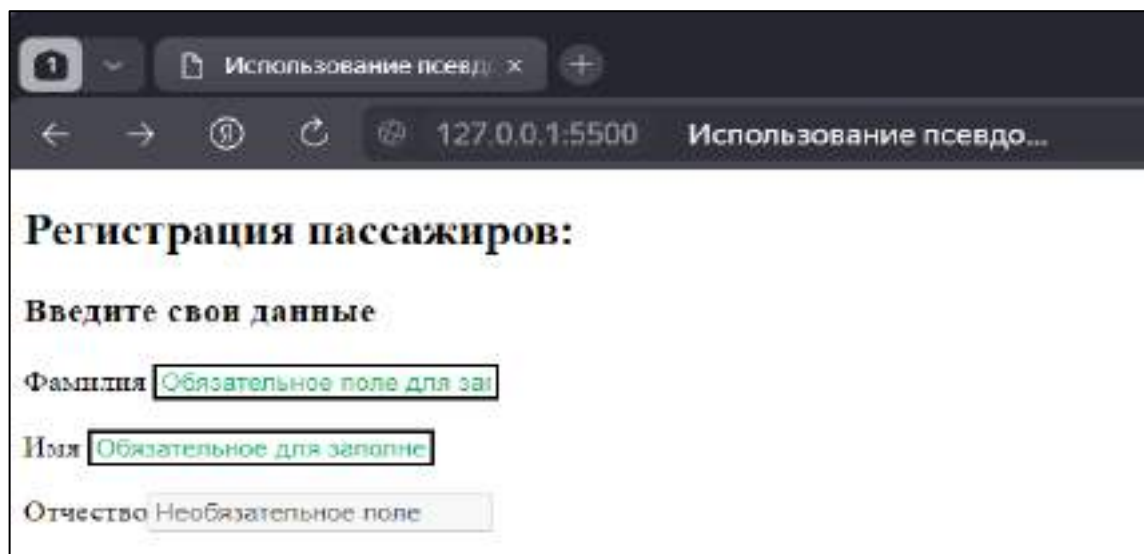 1
Использование псевд
Я 127.0.0.1:5500 Использование псевдо...
Регистрация пассажиров:
Введите свои данные
Фамилия Обязательное поле для за
Имя Обязательное для заполне
Отчество Необязательное поле